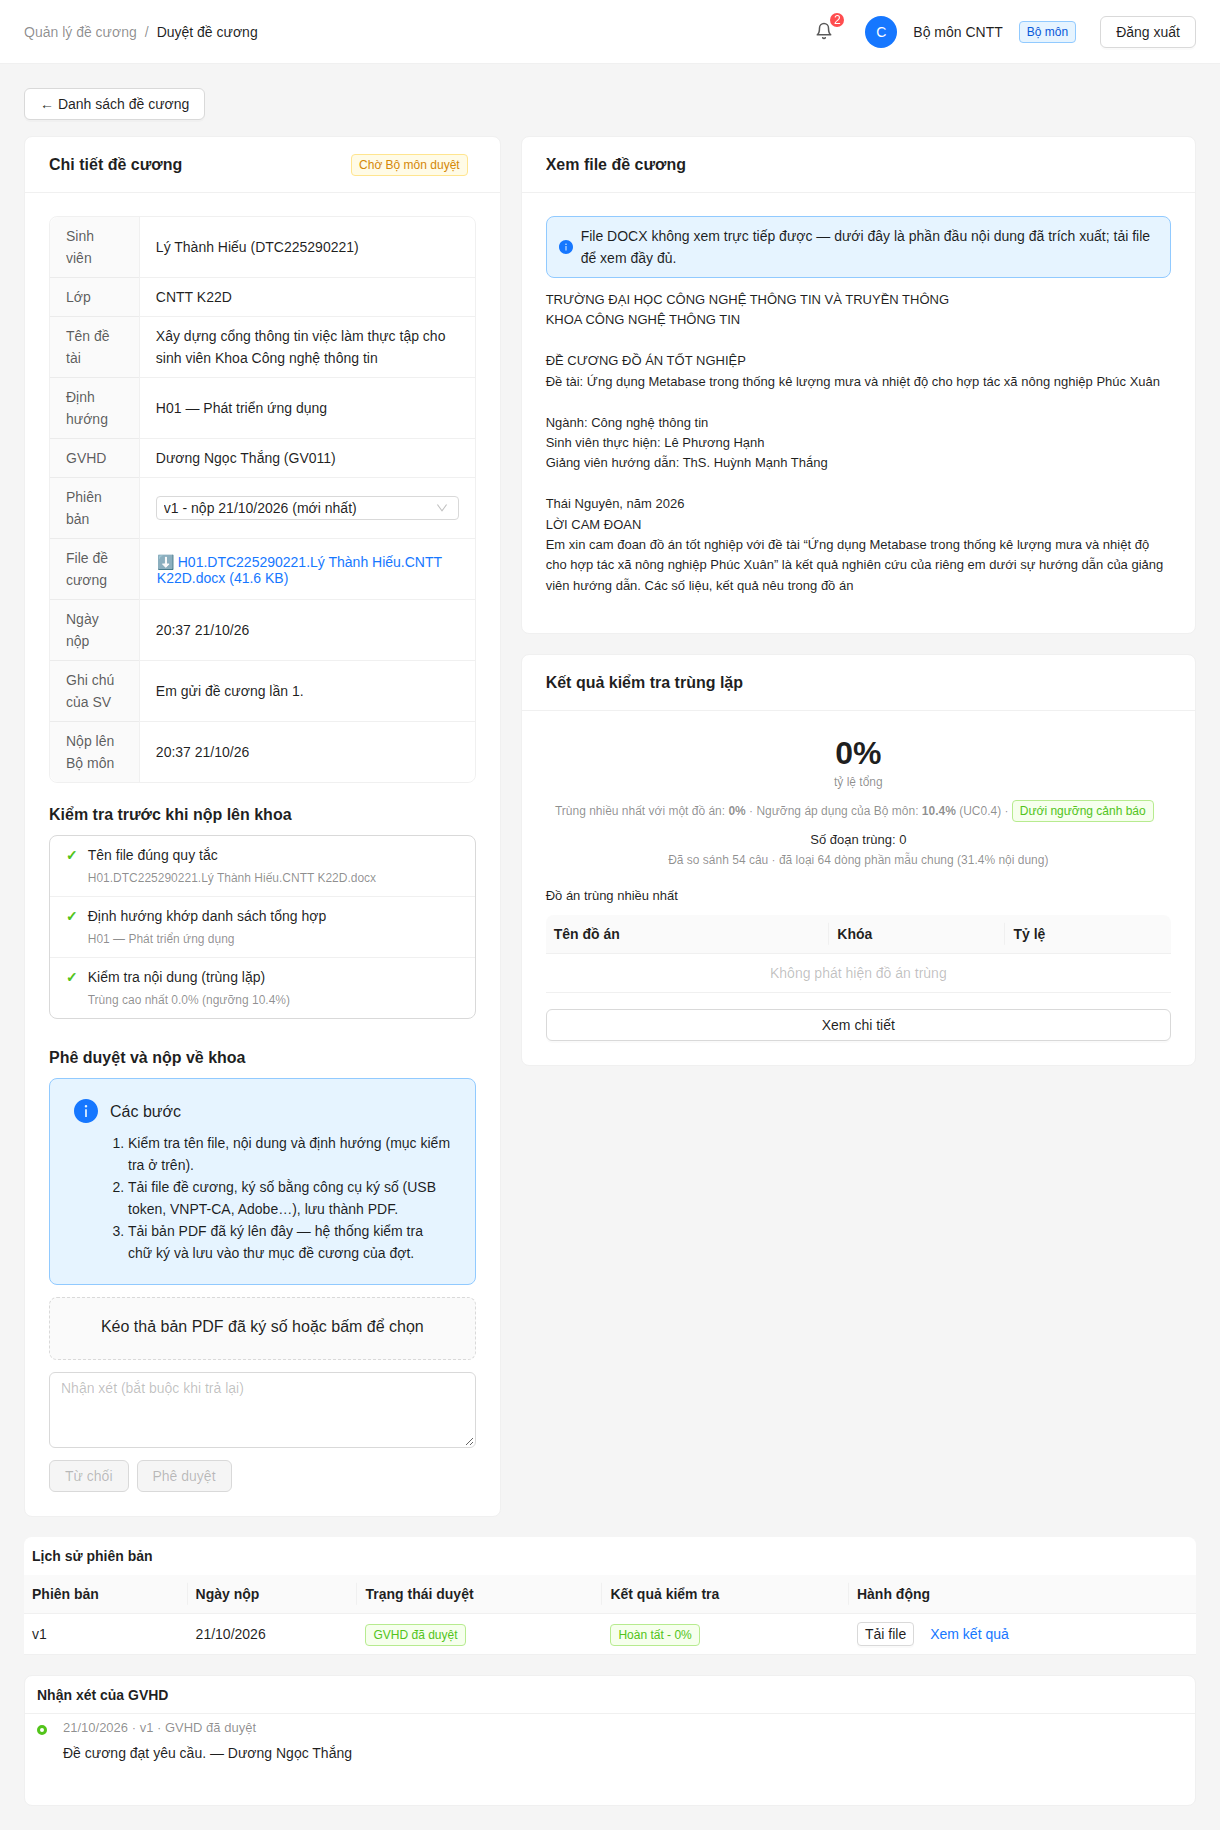 Quản lý đề cương / Duyệt đề cương
2
C
Bộ môn CNTT
Bộ môn
Đăng xuất
← Danh sách đề cương
Chi tiết đề cương
Chờ Bộ môn duyệt
Sinh viên
Lý Thành Hiếu (DTC225290221)
Lớp
CNTT K22D
Tên đề tài
Xây dựng cổng thông tin việc làm thực tập cho
sinh viên Khoa Công nghệ thông tin
Định hướng
H01 — Phát triển ứng dụng
GVHD
Dương Ngọc Thắng (GV011)
Phiên bản
v1 - nộp 21/10/2026 (mới nhất)
File đề cương
⬇️ H01.DTC225290221.Lý Thành Hiếu.CNTT
K22D.docx (41.6 KB)
Ngày nộp
20:37 21/10/26
Ghi chú của SV
Em gửi đề cương lần 1.
Nộp lên Bộ môn
20:37 21/10/26
Kiểm tra trước khi nộp lên khoa
✓ Tên file đúng quy tắc
H01.DTC225290221.Lý Thành Hiếu.CNTT K22D.docx
✓ Định hướng khớp danh sách tổng hợp
H01 — Phát triển ứng dụng
✓ Kiểm tra nội dung (trùng lặp)
Trùng cao nhất 0.0% (ngưỡng 10.4%)
Phê duyệt và nộp về khoa
Các bước
1. Kiểm tra tên file, nội dung và định hướng (mục kiểm
tra ở trên).
2. Tải file đề cương, ký số bằng công cụ ký số (USB
token, VNPT-CA, Adobe…), lưu thành PDF.
3. Tải bản PDF đã ký lên đây — hệ thống kiểm tra
chữ ký và lưu vào thư mục đề cương của đợt.
Kéo thả bản PDF đã ký số hoặc bấm để chọn
Nhận xét (bắt buộc khi trả lại)
Từ chối
Phê duyệt
Xem file đề cương
File DOCX không xem trực tiếp được — dưới đây là phần đầu nội dung đã trích xuất; tải file
để xem đầy đủ.
TRƯỜNG ĐẠI HỌC CÔNG NGHỆ THÔNG TIN VÀ TRUYỀN THÔNG
KHOA CÔNG NGHỆ THÔNG TIN
ĐỀ CƯƠNG ĐỒ ÁN TỐT NGHIỆP
Đề tài: Ứng dụng Metabase trong thống kê lượng mưa và nhiệt độ cho hợp tác xã nông nghiệp Phúc Xuân
Ngành: Công nghệ thông tin
Sinh viên thực hiện: Lê Phương Hạnh
Giảng viên hướng dẫn: ThS. Huỳnh Mạnh Thắng
Thái Nguyên, năm 2026
LỜI CAM ĐOAN
Em xin cam đoan đồ án tốt nghiệp với đề tài “Ứng dụng Metabase trong thống kê lượng mưa và nhiệt độ
cho hợp tác xã nông nghiệp Phúc Xuân” là kết quả nghiên cứu của riêng em dưới sự hướng dẫn của giảng
viên hướng dẫn. Các số liệu, kết quả nêu trong đồ án
Kết quả kiểm tra trùng lặp
0%
tỷ lệ tổng
Trùng nhiều nhất với một đồ án: 0% · Ngưỡng áp dụng của Bộ môn: 10.4% (UC0.4) · Dưới ngưỡng cảnh báo
Số đoạn trùng: 0
Đã so sánh 54 câu · đã loại 64 dòng phần mẫu chung (31.4% nội dung)
Đồ án trùng nhiều nhất
Tên đồ án Khóa Tỷ lệ
Không phát hiện đồ án trùng
Xem chi tiết
Lịch sử phiên bản
Phiên bản Ngày nộp Trạng thái duyệt Kết quả kiểm tra Hành động
v1 21/10/2026 GVHD đã duyệt Hoàn tất - 0% Tải file Xem kết quả
Nhận xét của GVHD
21/10/2026 · v1 · GVHD đã duyệt
Đề cương đạt yêu cầu. — Dương Ngọc Thắng